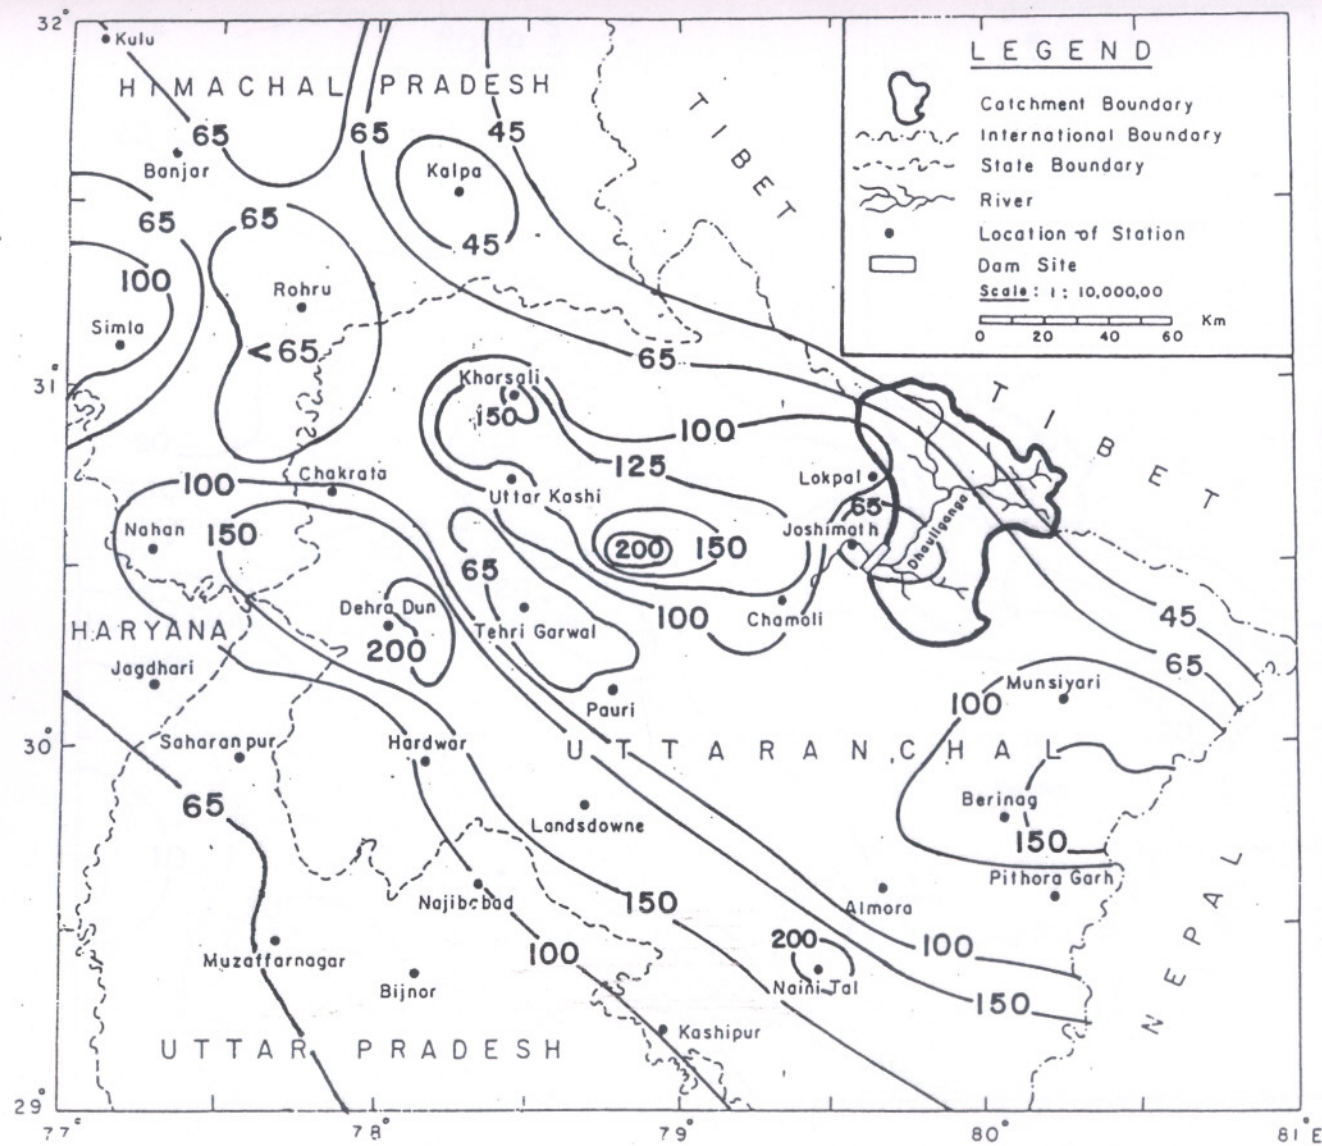 32°
Kulu
HIMACHAL PRADESH
TIBET
LEGEND
Catchment Boundary
International Boundary
State Boundary
River
Location of Station
Dam Site
Scale: 1: 10,000,00
0 20 40 60 Km
65
65
45
Banjar
Kalpa
65
65
45
100
Rohru
Simla
<65
65
31°
Kharsali
150
100
TIBET
125
Chakrata
100
Lokpal
Uttar Kashi
65
Nahan
150
Joshimath
200
150
Dhauliganga
65
Dehra Dun
Chamoli
100
45
HARYANA
Tehri Garwal
200
65
Jagdhari
Munsiyari
100
Pauri
30°
Saharanpur
Hardwar
UTTARANCHAL
65
Berinag
Landsdowne
150
Pithora Garh
NEPAL
Najibabad
150
Almora
200
100
100
Muzaffarnagar
Bijnor
Naini Tal
150
Kashipur
UTTAR PRADESH
29°
77° 78° 79° 80° 81°E